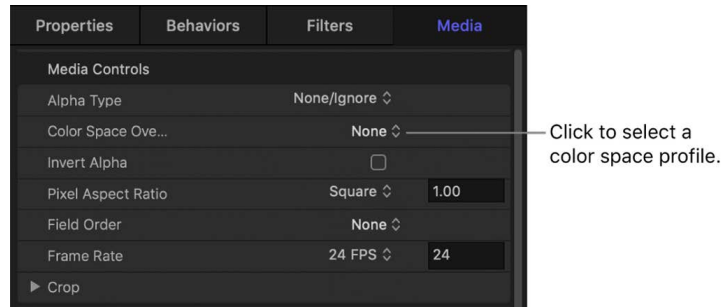 Properties Behaviors Filters Media
Media Controls
Alpha Type None/Ignore
Color Space Ove... None
Click to select a
color space profile.
Invert Alpha
Pixel Aspect Ratio Square 1.00
Field Order None
Frame Rate 24 FPS 24
Crop